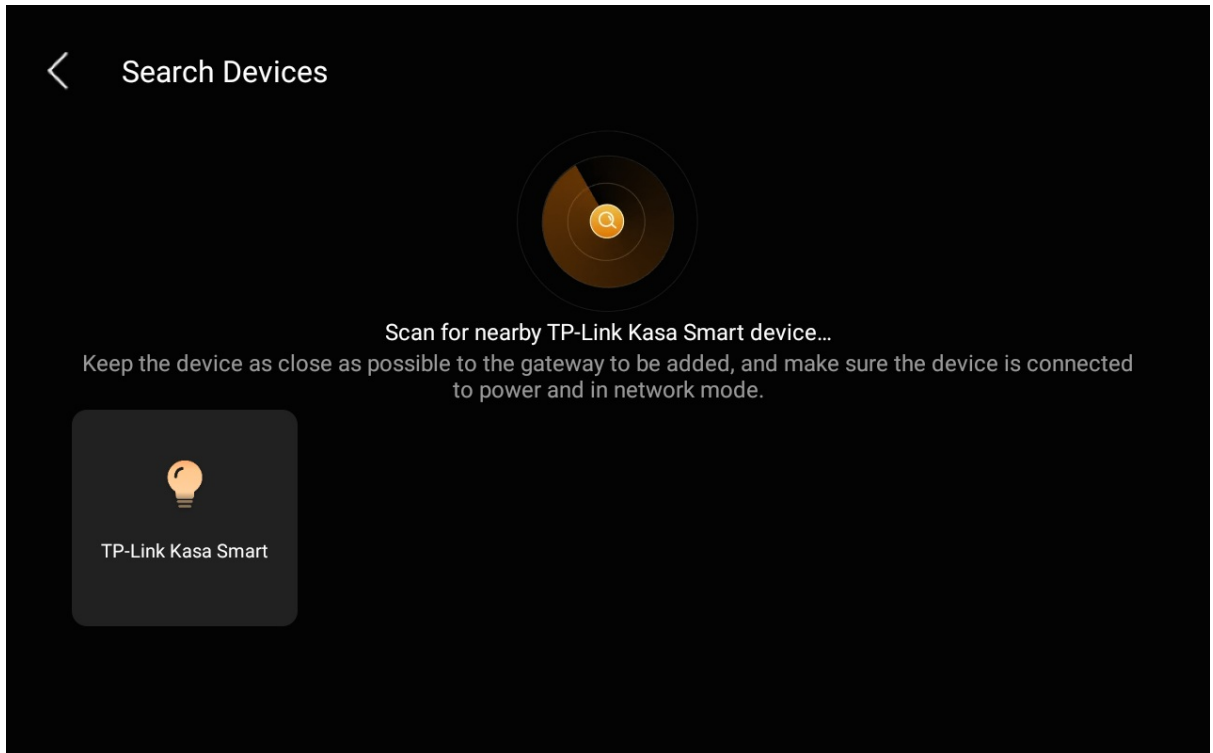 Search Devices
Scan for nearby TP-Link Kasa Smart device...
Keep the device as close as possible to the gateway to be added, and make sure the device is connected
to power and in network mode.
TP-Link Kasa Smart